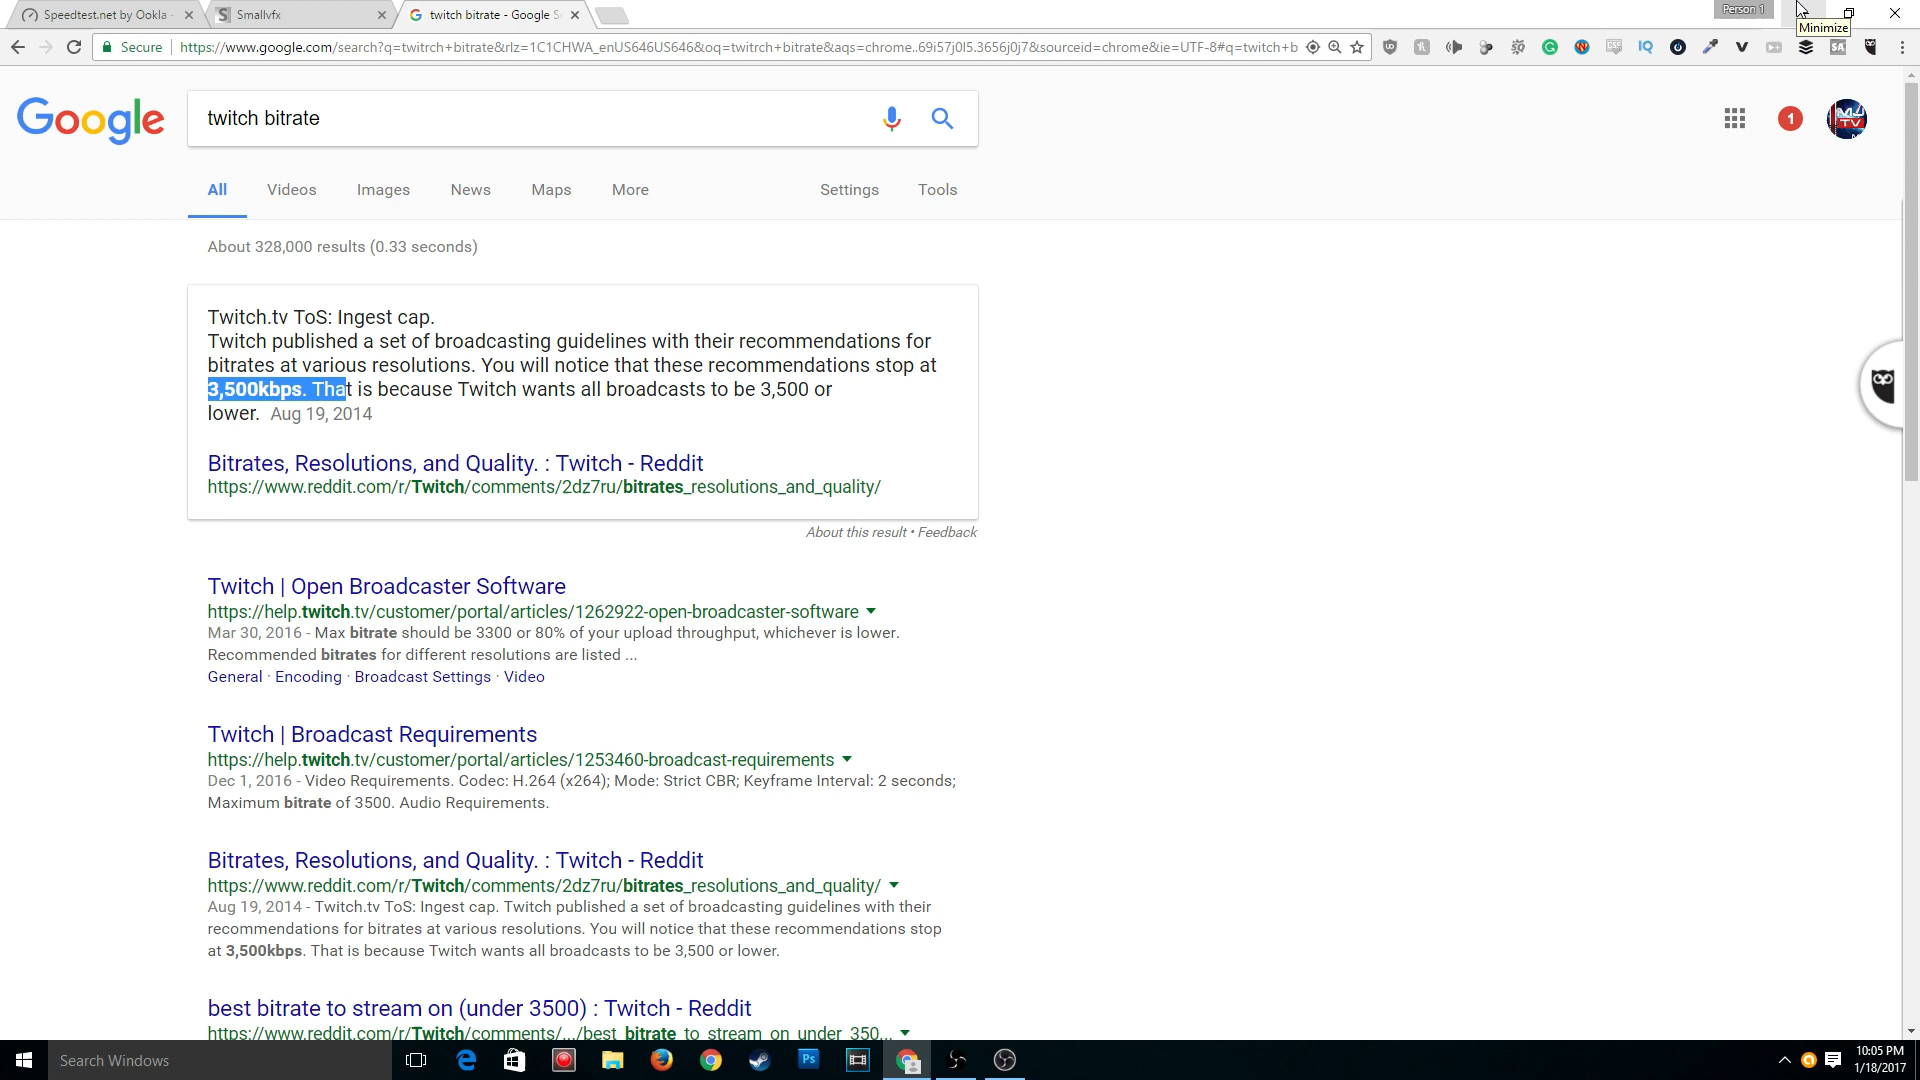 Speedtest.net by Ookla -
Smallvfx
twitch bitrate - Google S
Person 1
Minimize
Secure
https://www.google.com/search?q=twitrch+bitrate&rlz=1C1CHWA_enUS646US646&oq=twitrch+bitrate&aqs=chrome..69i57j0l5.3656j0j7&sourceid=chrome&ie=UTF-8#q=twitch+b
Google
twitch bitrate
1
M4
TV
All
Videos
Images
News
Maps
More
Settings
Tools
About 328,000 results (0.33 seconds)
Twitch.tv ToS: Ingest cap.
Twitch published a set of broadcasting guidelines with their recommendations for
bitrates at various resolutions. You will notice that these recommendations stop at
3,500kbps. That is because Twitch wants all broadcasts to be 3,500 or
lower. Aug 19, 2014
Bitrates, Resolutions, and Quality. : Twitch - Reddit
https://www.reddit.com/r/Twitch/comments/2dz7ru/bitrates_resolutions_and_quality/
About this result • Feedback
Twitch | Open Broadcaster Software
https://help.twitch.tv/customer/portal/articles/1262922-open-broadcaster-software
Mar 30, 2016 - Max bitrate should be 3300 or 80% of your upload throughput, whichever is lower.
Recommended bitrates for different resolutions are listed ...
General · Encoding · Broadcast Settings · Video
Twitch | Broadcast Requirements
https://help.twitch.tv/customer/portal/articles/1253460-broadcast-requirements
Dec 1, 2016 - Video Requirements. Codec: H.264 (x264); Mode: Strict CBR; Keyframe Interval: 2 seconds;
Maximum bitrate of 3500. Audio Requirements.
Bitrates, Resolutions, and Quality. : Twitch - Reddit
https://www.reddit.com/r/Twitch/comments/2dz7ru/bitrates_resolutions_and_quality/
Aug 19, 2014 - Twitch.tv ToS: Ingest cap. Twitch published a set of broadcasting guidelines with their
recommendations for bitrates at various resolutions. You will notice that these recommendations stop
at 3,500kbps. That is because Twitch wants all broadcasts to be 3,500 or lower.
best bitrate to stream on (under 3500) : Twitch - Reddit
https://www.reddit.com/r/Twitch/comments/.../best_bitrate_to_stream_on_under_350...
Search Windows
Ps
10:05 PM
1/18/2017